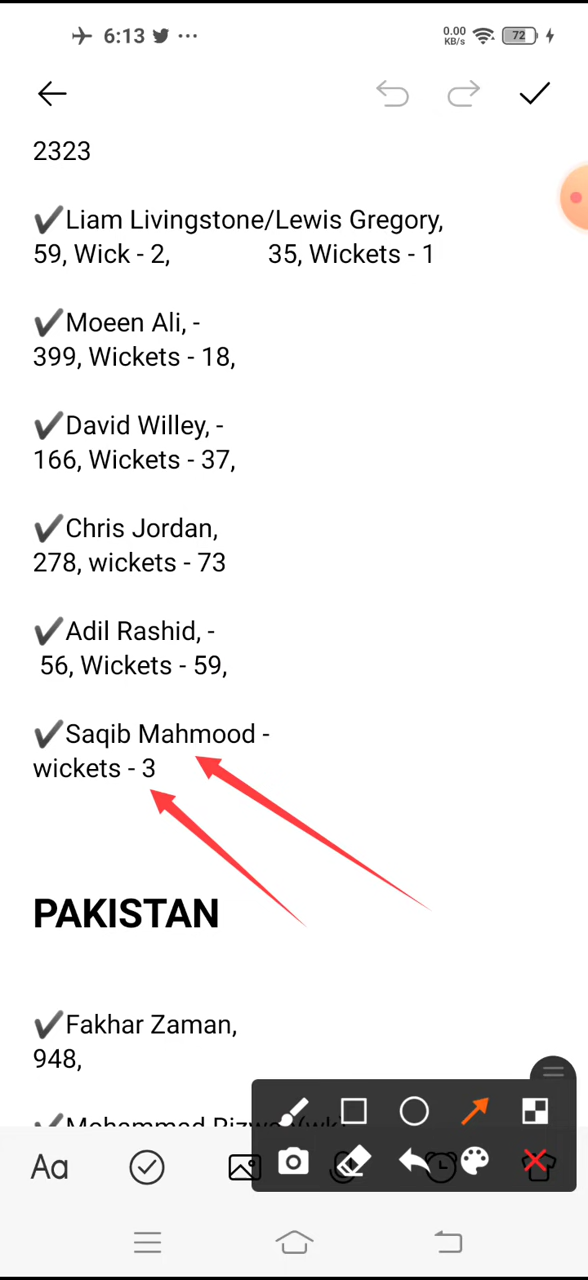 6:13
0.00
KB/s
72
2323
✔Liam Livingstone/Lewis Gregory,
59, Wick - 2, 35, Wickets - 1
✔Moeen Ali, -
399, Wickets - 18,
✔David Willey, -
166, Wickets - 37,
✔Chris Jordan,
278, wickets - 73
✔Adil Rashid, -
56, Wickets - 59,
✔Saqib Mahmood -
wickets - 3
PAKISTAN
✔Fakhar Zaman,
948,
✔Mohammad
Aa